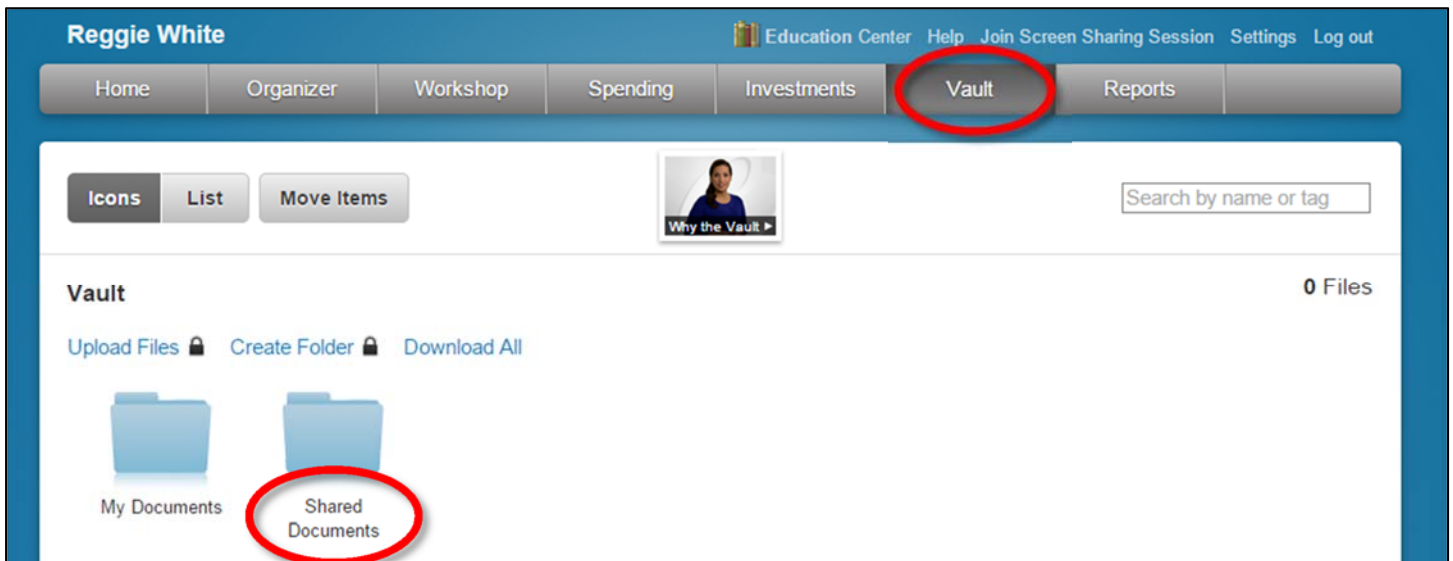 Reggie White
Education Center Help Join Screen Sharing Session Settings Log out
Home Organizer Workshop Spending Investments Vault Reports
Icons List Move Items
Why the Vault
Search by name or tag
Vault
0 Files
Upload Files Create Folder Download All
My Documents
Shared
Documents